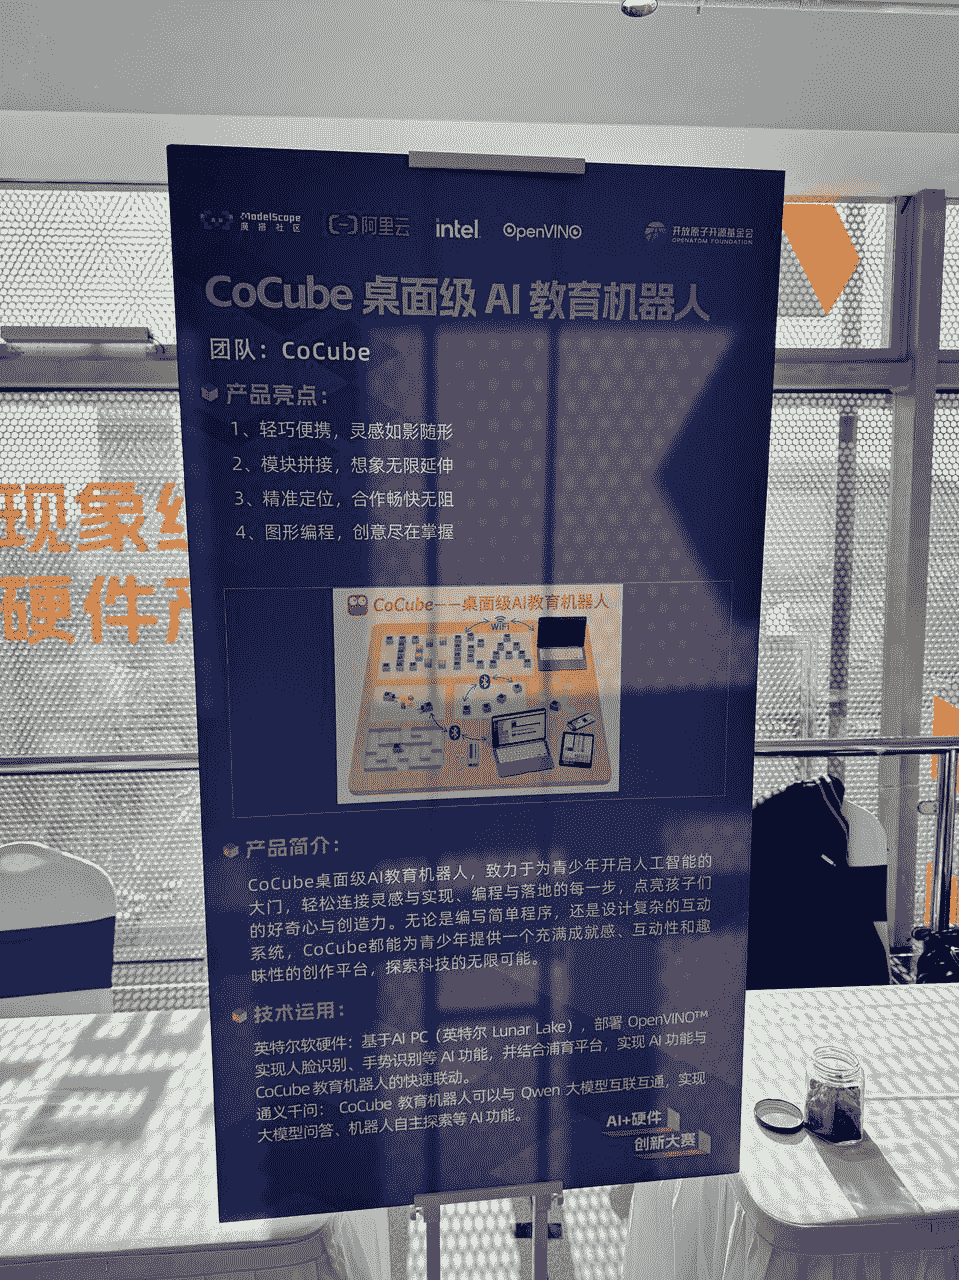 ModelScope
魔搭社区
阿里云
intel
OpenVINO
开放原子开源基金会
OPENATOM FOUNDATION
CoCube 桌面级 AI 教育机器人
团队：CoCube
产品亮点：
1、轻巧便携，灵感如影随形
2、模块拼接，想象无限延伸
3、精准定位，合作畅快无阻
4、图形编程，创意尽在掌握
现象级
硬件产
CoCube——桌面级AI教育机器人
WiFi
产品简介：
CoCube桌面级AI教育机器人，致力于为青少年开启人工智能的
大门，轻松连接灵感与实现、编程与落地的每一步，点亮孩子们
的好奇心与创造力。无论是编写简单程序，还是设计复杂的互动
系统，CoCube都能为青少年提供一个充满成就感、互动性和趣
味性的创作平台，探索科技的无限可能。
技术运用：
英特尔软硬件：基于AI PC（英特尔 Lunar Lake），部署 OpenVINO™
实现人脸识别、手势识别等 AI 功能，并结合浦育平台，实现 AI 功能与
CoCube 教育机器人的快速联动。
通义千问： CoCube 教育机器人可以与 Qwen 大模型互联互通，实现
大模型问答、机器人自主探索等 AI 功能。
AI+硬件
创新大赛